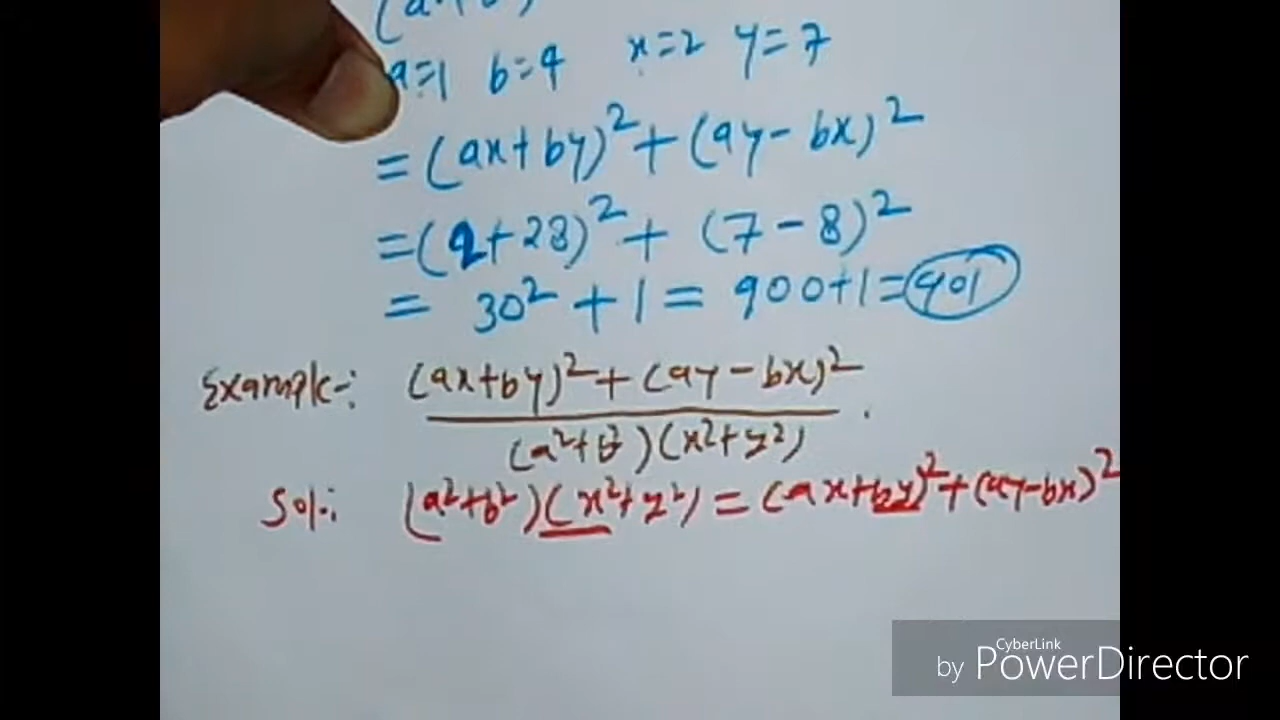 a=1 b=4 x=2 y=7
=(ax+by)²+(ay-bx)²
=(2+28)²+(7-8)²
= 30²+1= 900+1=901
Example-: (ax+by)²+(ay-bx)²
(a²+b²)(x²+y²)
Sol-: (a²+b²)(x²+y²)=(ax+by)²+(ay-bx)²
CyberLink
by PowerDirector